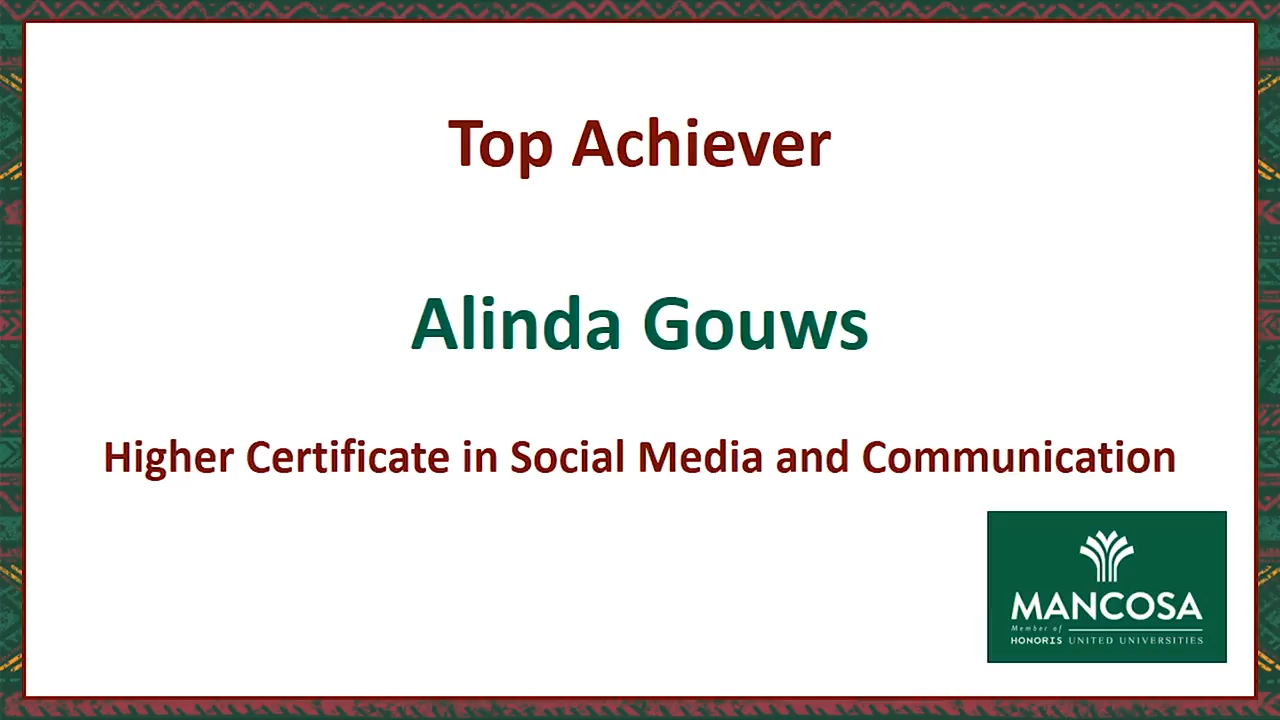 Top Achiever
Alinda Gouws
Higher Certificate in Social Media and Communication
MANCOSA
Member of
HONORIS UNITED UNIVERSITIES